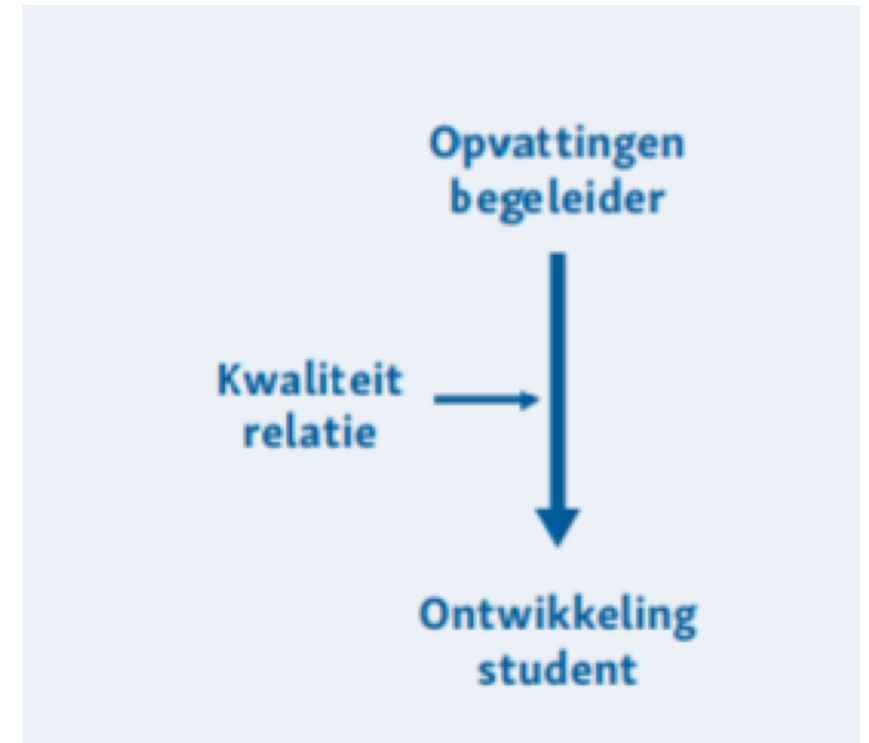 Opvattingen
begeleider
Kwaliteit
relatie
Ontwikkeling
student